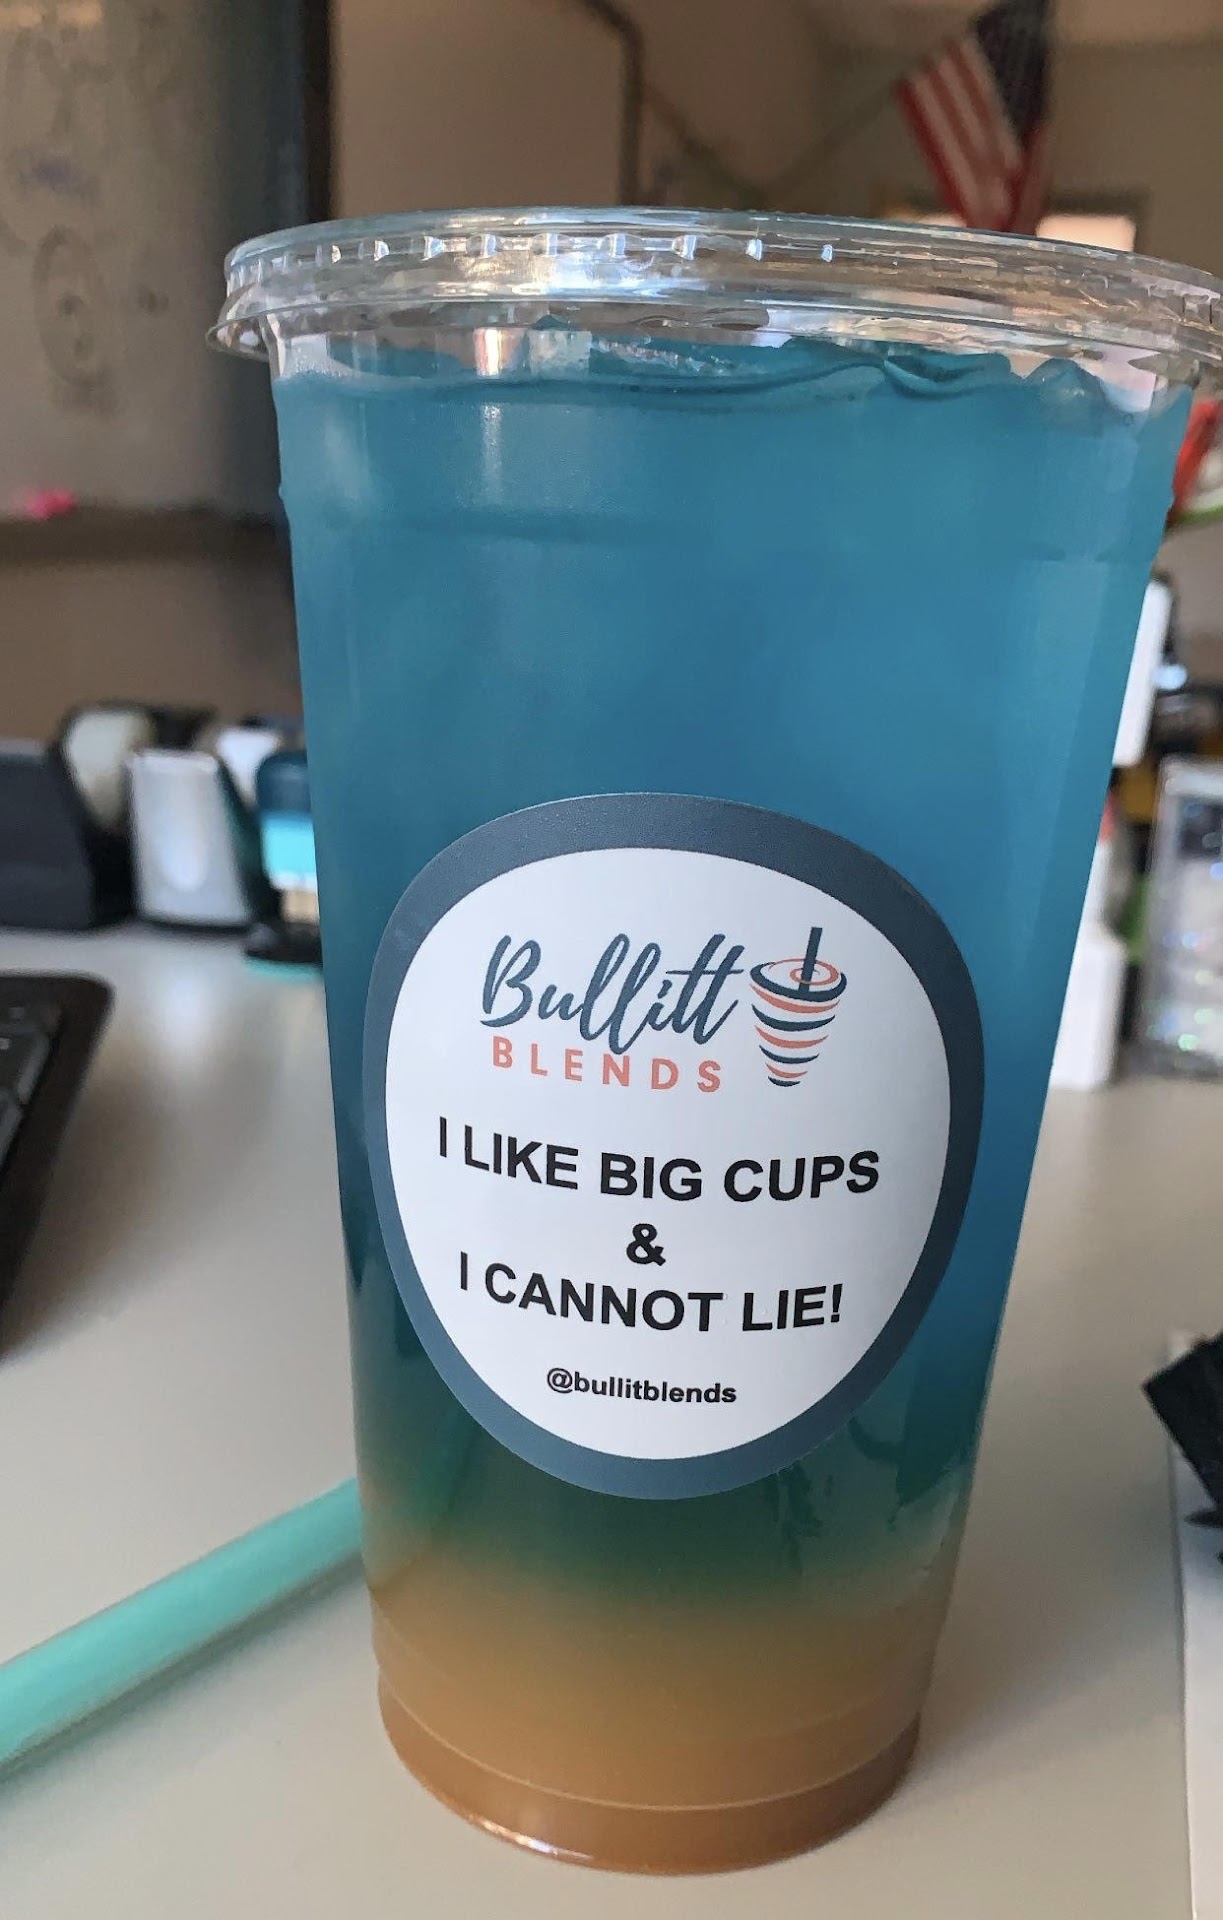 Bullitt
BLENDS
I LIKE BIG CUPS
&
I CANNOT LIE!
@bullitblends